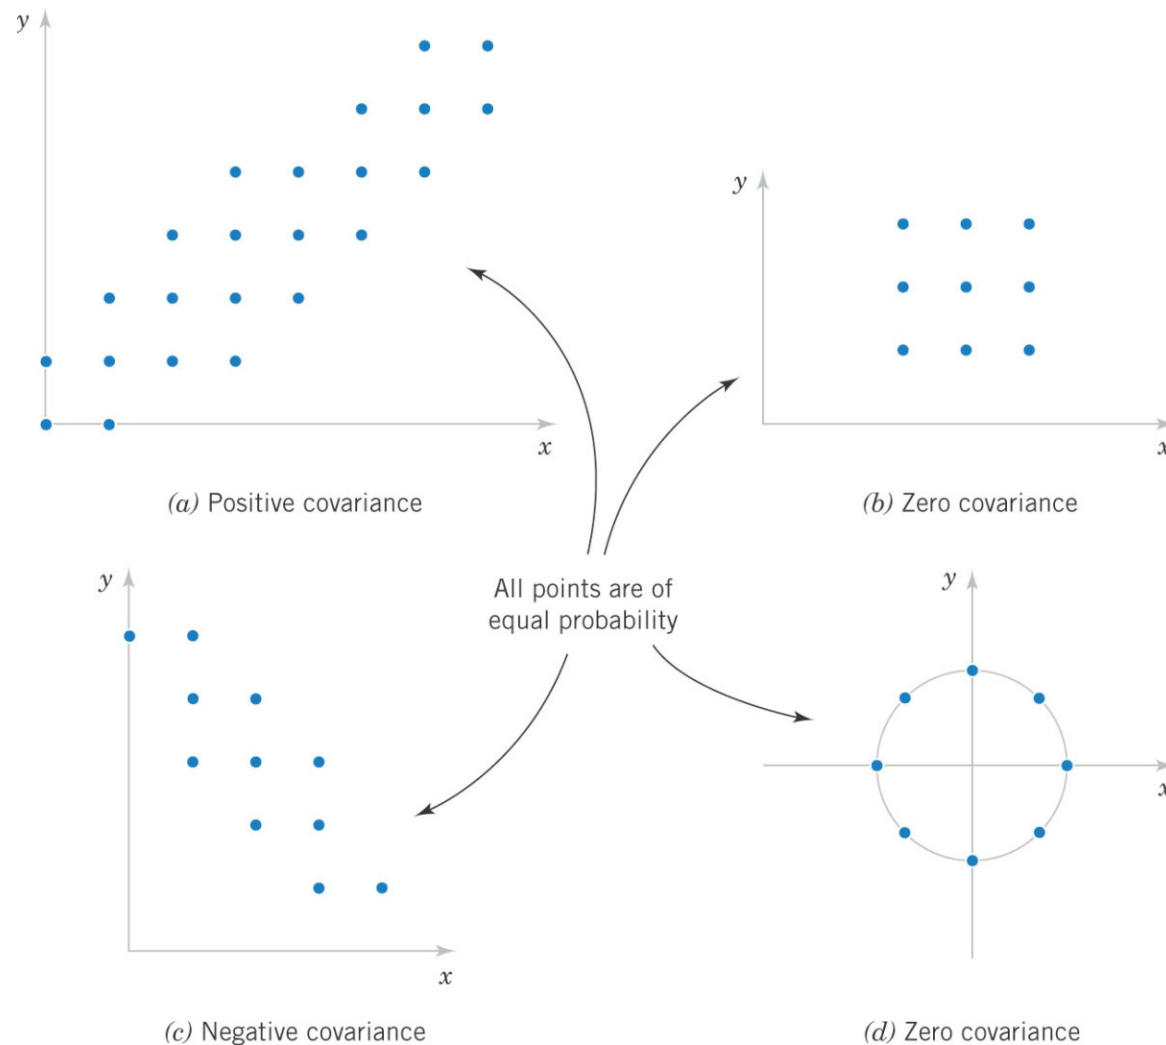 y
x
(a) Positive covariance
y
x
(b) Zero covariance
All points are of
equal probability
y
x
(c) Negative covariance
y
x
(d) Zero covariance